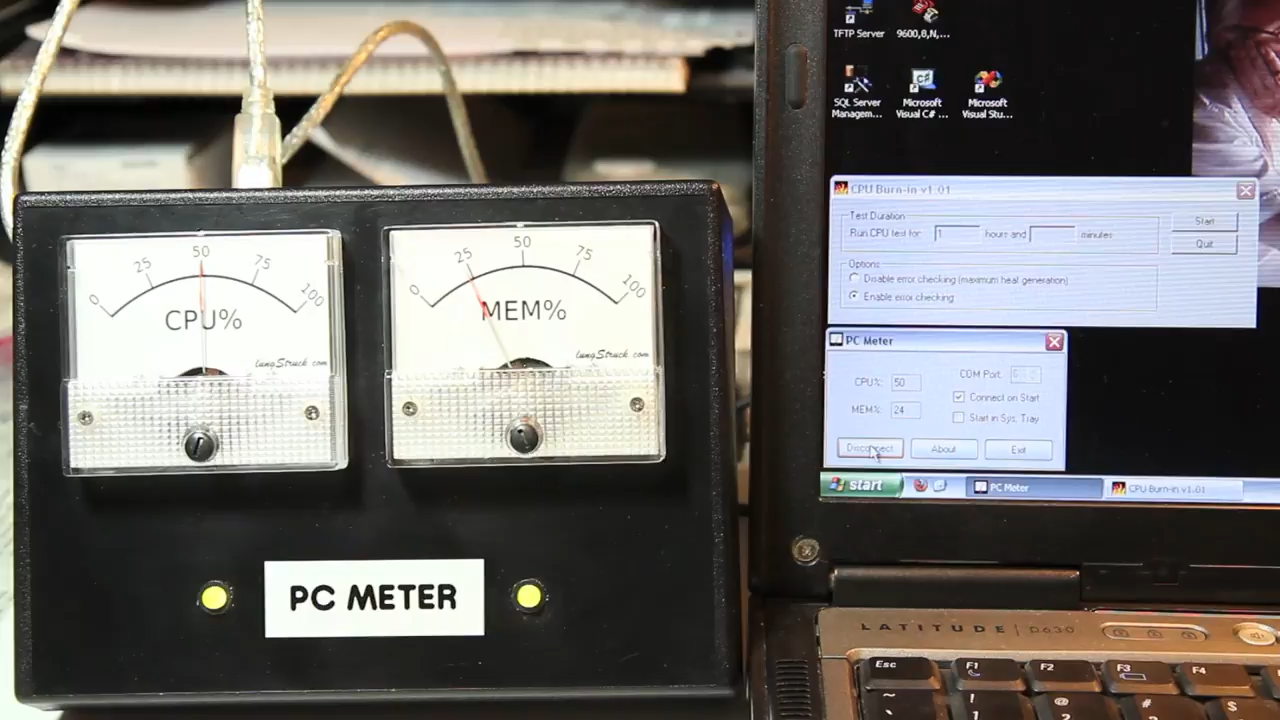 0 25 50 75 100
CPU%
lungStruck.com
0 25 50 75 100
MEM%
lungStruck.com
PC METER
TFTP Server
9600,8,N,...
SQL Server
Managem...
Microsoft
Visual C# ...
Microsoft
Visual Stu...
CPU Burn-in v1.01
Test Duration
Run CPU test for: 1 hours and minutes
Start
Quit
Options
Disable error checking (maximum heat generation)
Enable error checking
PC Meter
CPU%: 50
COM Port:
Connect on Start
MEM%: 24
Start in Sys. Tray
Disconnect About Exit
start
PC Meter
CPU Burn-in v1.01
LATITUDE | D630
Esc F1 F2 F3 F4
~ ! @ # $